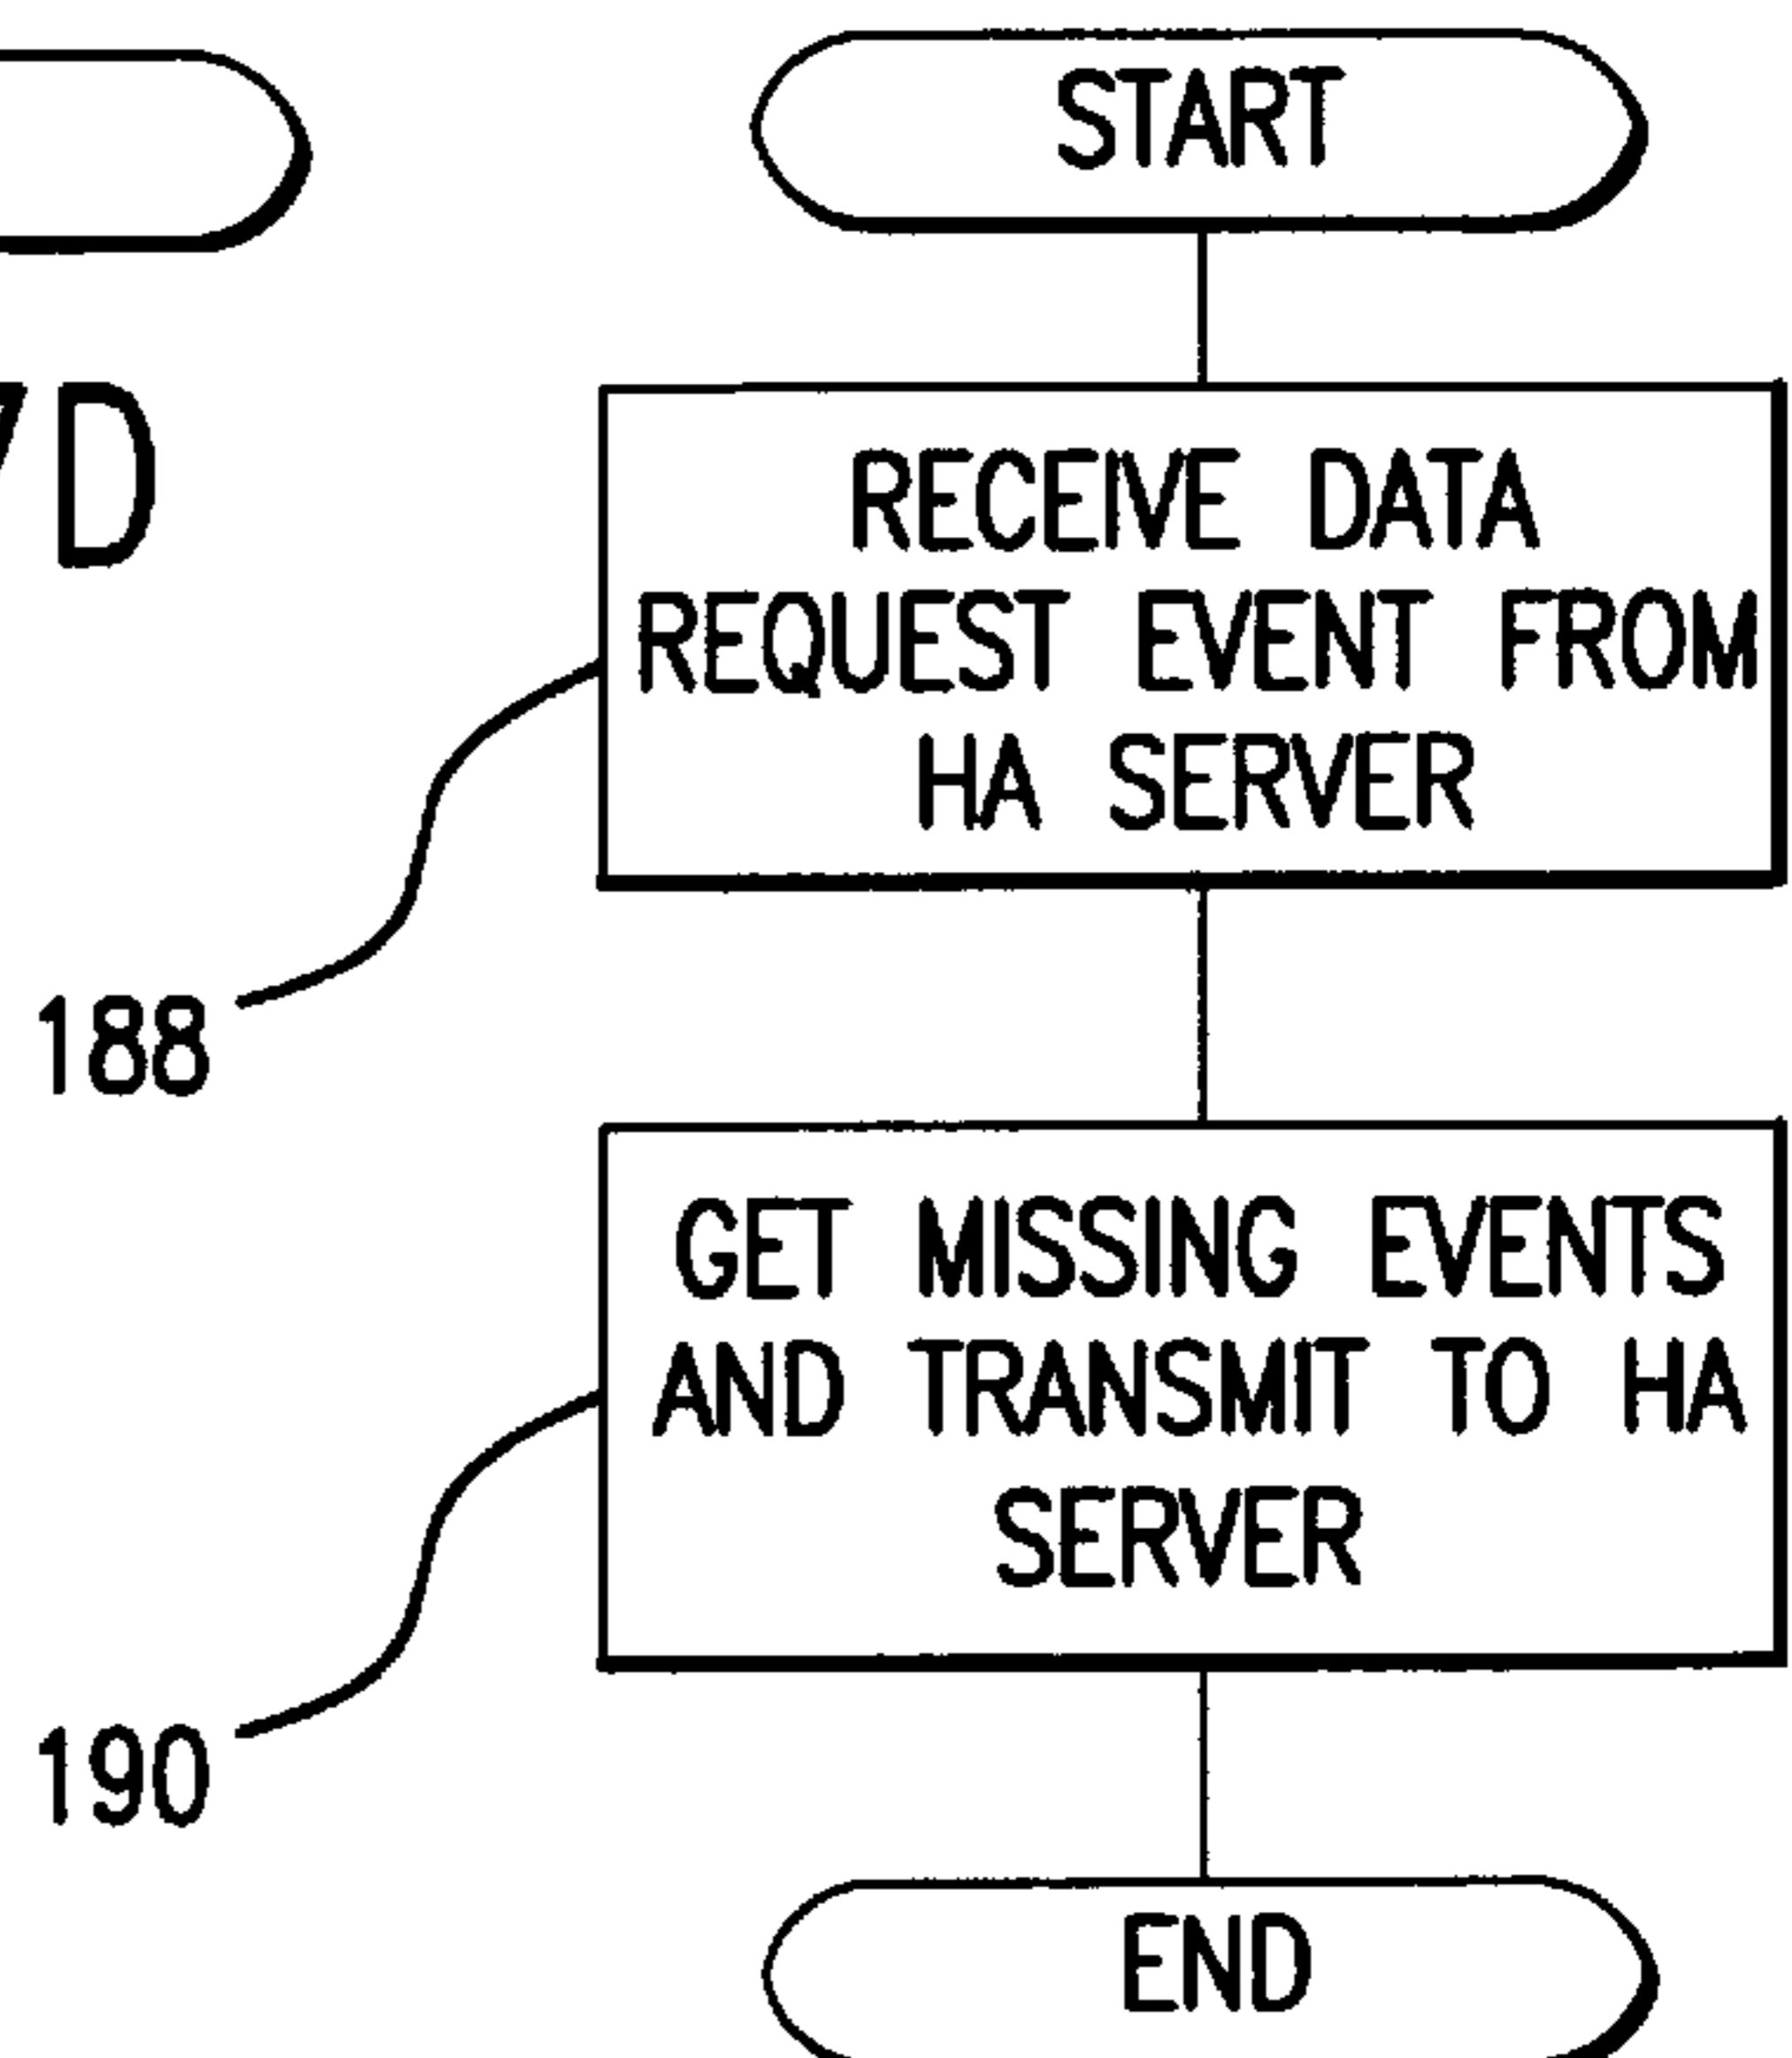 START
7D
RECEIVE DATA
REQUEST EVENT FROM
HA SERVER
188
GET MISSING EVENTS
AND TRANSMIT TO HA
SERVER
190
END